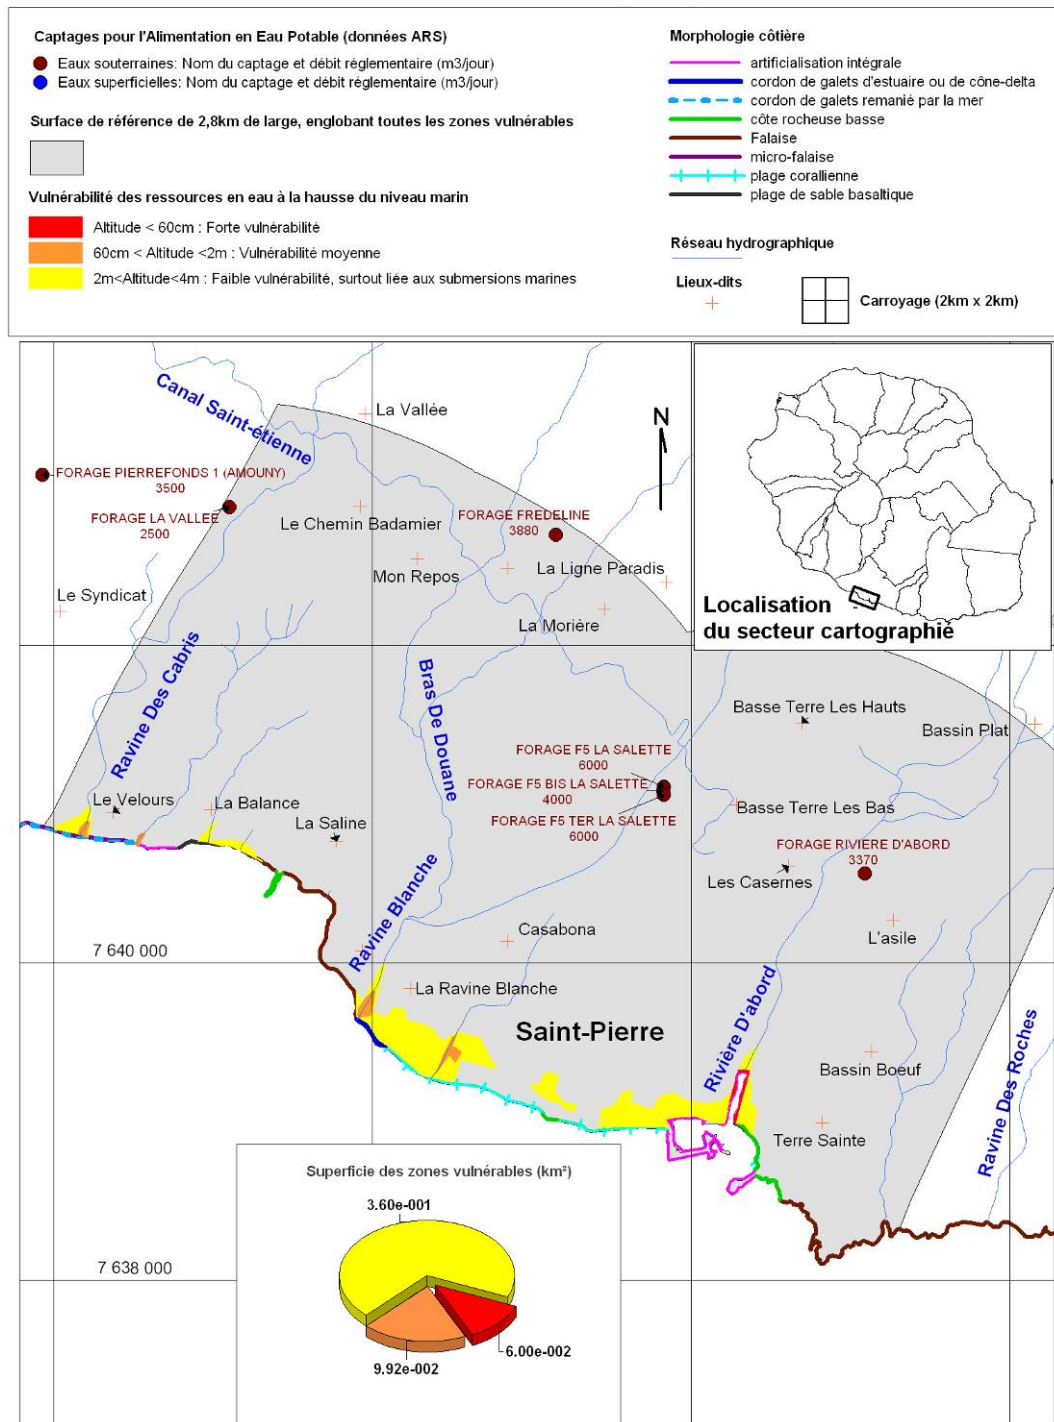 Captages pour l'Alimentation en Eau Potable (données ARS)
Eaux souterraines: Nom du captage et débit réglementaire (m3/jour)
Eaux superficielles: Nom du captage et débit réglementaire (m3/jour)
Surface de référence de 2,8km de large, englobant toutes les zones vulnérables
Vulnérabilité des ressources en eau à la hausse du niveau marin
Altitude < 60cm : Forte vulnérabilité
60cm < Altitude <2m : Vulnérabilité moyenne
2m<Altitude<4m : Faible vulnérabilité, surtout liée aux submersions marines
Morphologie côtière
artificialisation intégrale
cordon de galets d'estuaire ou de cône-delta
cordon de galets remanié par la mer
côte rocheuse basse
Falaise
micro-falaise
plage corallienne
plage de sable basaltique
Réseau hydrographique
Lieux-dits
Carroyage (2km x 2km)
Canal Saint-étienne
La Vallée
N
FORAGE PIERREFONDS 1 (AMOUNY)
3500
FORAGE LA VALLEE
2500
Le Chemin Badamier
FORAGE FREDELINE
3880
Mon Repos
La Ligne Paradis
Le Syndicat
La Morière
Localisation
du secteur cartographié
Ravine Des Cabris
Bras De Douane
Basse Terre Les Hauts
Bassin Plat
FORAGE F5 LA SALETTE
6000
FORAGE F5 BIS LA SALETTE
4000
FORAGE F5 TER LA SALETTE
6000
Le Velours
La Balance
La Saline
Basse Terre Les Bas
FORAGE RIVIERE D'ABORD
3370
Les Casernes
L'asile
Ravine Blanche
Casabona
7 640 000
La Ravine Blanche
Saint-Pierre
Rivière D'abord
Bassin Boeuf
Ravine Des Roches
Terre Sainte
Superficie des zones vulnérables (km²)
3.60e-001
6.00e-002
9.92e-002
7 638 000